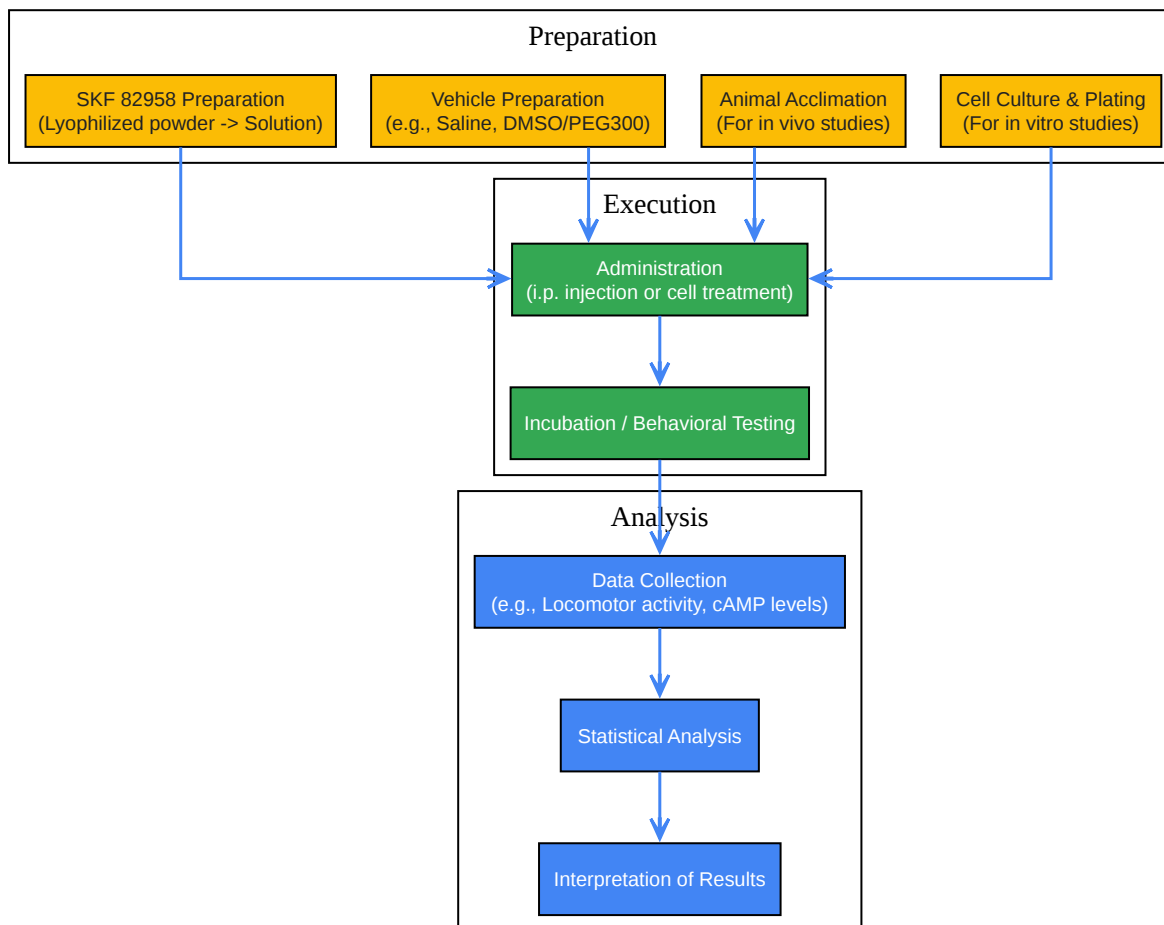 Preparation
SKF 82958 Preparation
(Lyophilized powder -> Solution)
Vehicle Preparation
(e.g., Saline, DMSO/PEG300)
Animal Acclimation
(For in vivo studies)
Cell Culture & Plating
(For in vitro studies)
Execution
Administration
(i.p. injection or cell treatment)
Incubation / Behavioral Testing
Analysis
Data Collection
(e.g., Locomotor activity, cAMP levels)
Statistical Analysis
Interpretation of Results